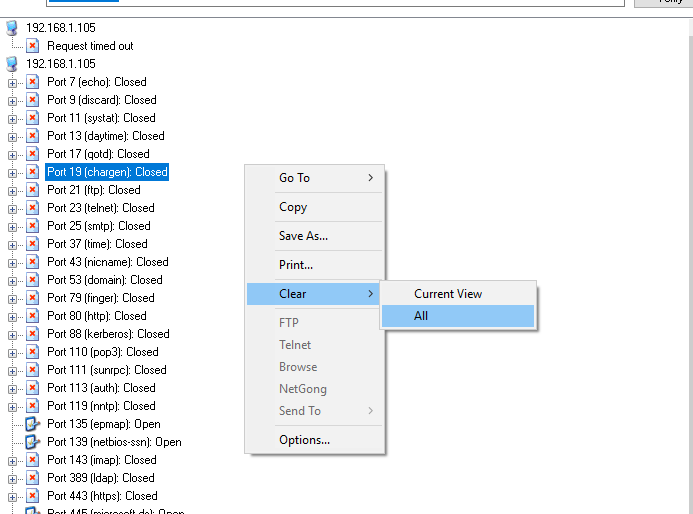 192.168.1.105
Request timed out
192.168.1.105
Port 7 (echo): Closed
Port 9 (discard): Closed
Port 11 (systat): Closed
Port 13 (daytime): Closed
Port 17 (qotd): Closed
Port 19 (chargen): Closed
Port 21 (ftp): Closed
Port 23 (telnet): Closed
Port 25 (smtp): Closed
Port 37 (time): Closed
Port 43 (nicname): Closed
Port 53 (domain): Closed
Port 79 (finger): Closed
Port 80 (http): Closed
Port 88 (kerberos): Closed
Port 110 (pop3): Closed
Port 111 (sunrpc): Closed
Port 113 (auth): Closed
Port 119 (nntp): Closed
Port 135 (epmap): Open
Port 139 (netbios-ssn): Open
Port 143 (imap): Closed
Port 389 (ldap): Closed
Port 443 (https): Closed
Port 445 (microsoft-ds): Open
Go To
Copy
Save As...
Print...
Clear
FTP
Telnet
Browse
NetGong
Send To
Options...
Current View
All